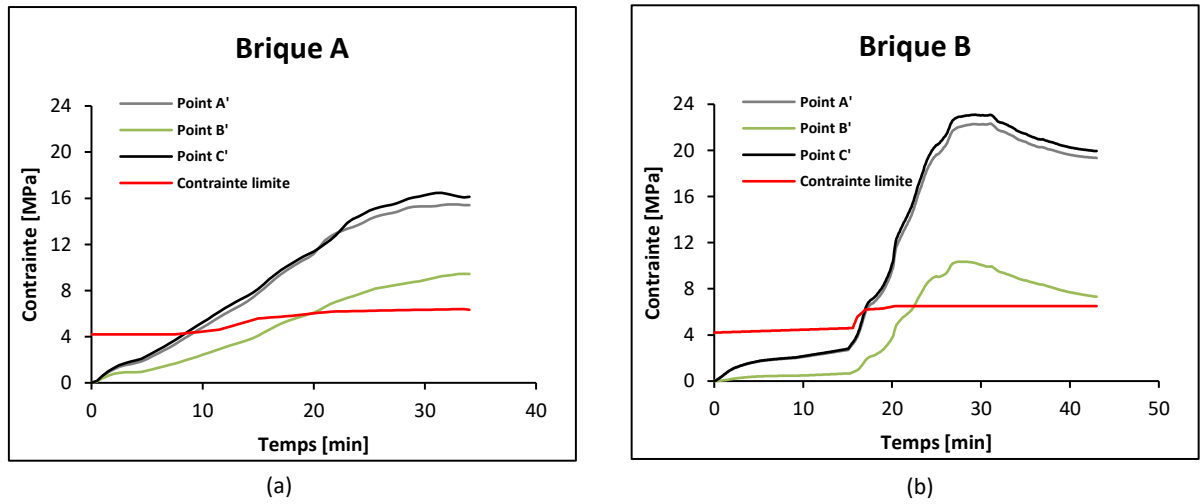 Brique A
Point A'
Point B'
Point C'
Contrainte limite
Contrainte [MPa]
24
20
16
12
8
4
0
0 10 20 30 40
Temps [min]
(a)
Brique B
Point A'
Point B'
Point C'
Contrainte limite
Contrainte [MPa]
24
20
16
12
8
4
0
0 10 20 30 40 50
Temps [min]
(b)